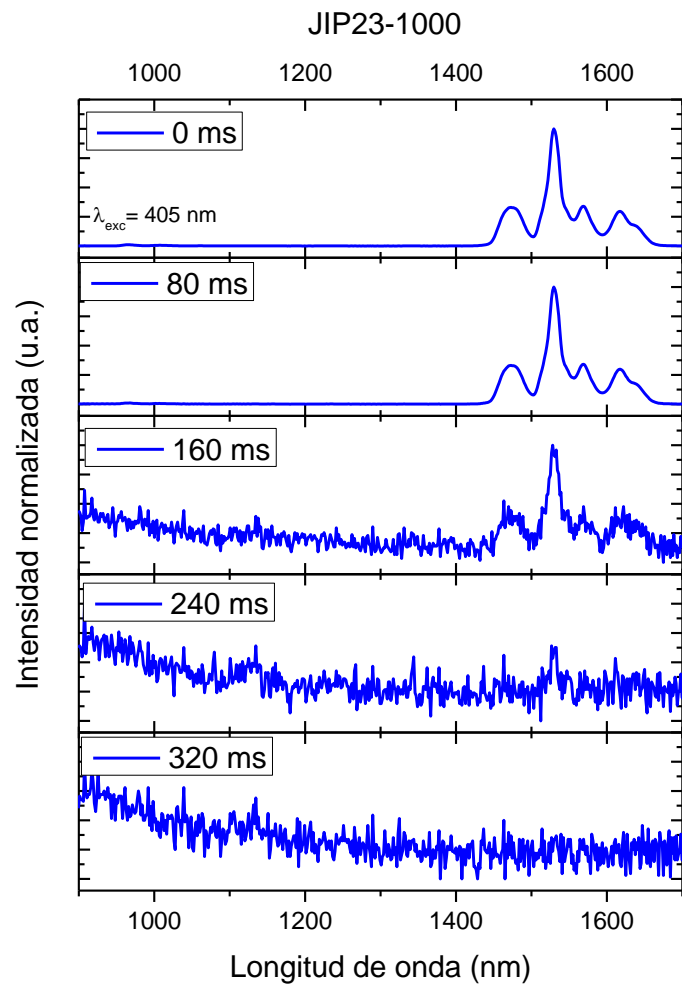 JIP23-1000
1000 1200 1400 1600
0 ms
λexc= 405 nm
80 ms
160 ms
240 ms
320 ms
1000 1200 1400 1600
Longitud de onda (nm)
Intensidad normalizada (u.a.)